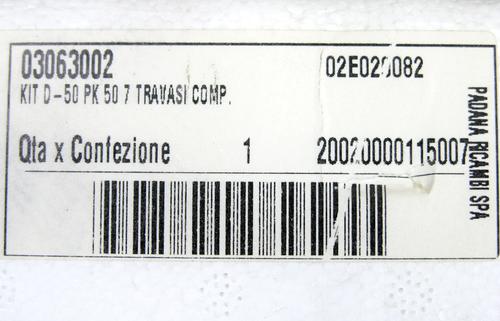 03063002 02E020082
KIT D-50 PK 50 7 TRAVASI COMP.
Qta x Confezione 1 20020000115007
PADANA RICAMBI SPA